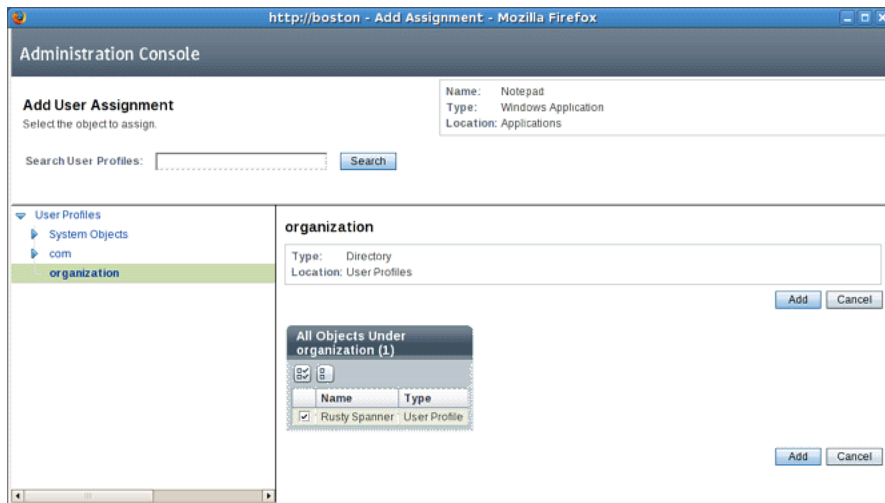 http://boston - Add Assignment - Mozilla Firefox
Administration Console
Add User Assignment
Select the object to assign.
Name: Notepad
Type: Windows Application
Location: Applications
Search User Profiles:
Search
User Profiles
System Objects
com
organization
organization
Type: Directory
Location: User Profiles
Add Cancel
All Objects Under
organization (1)
Name Type
Rusty Spanner User Profile
Add Cancel